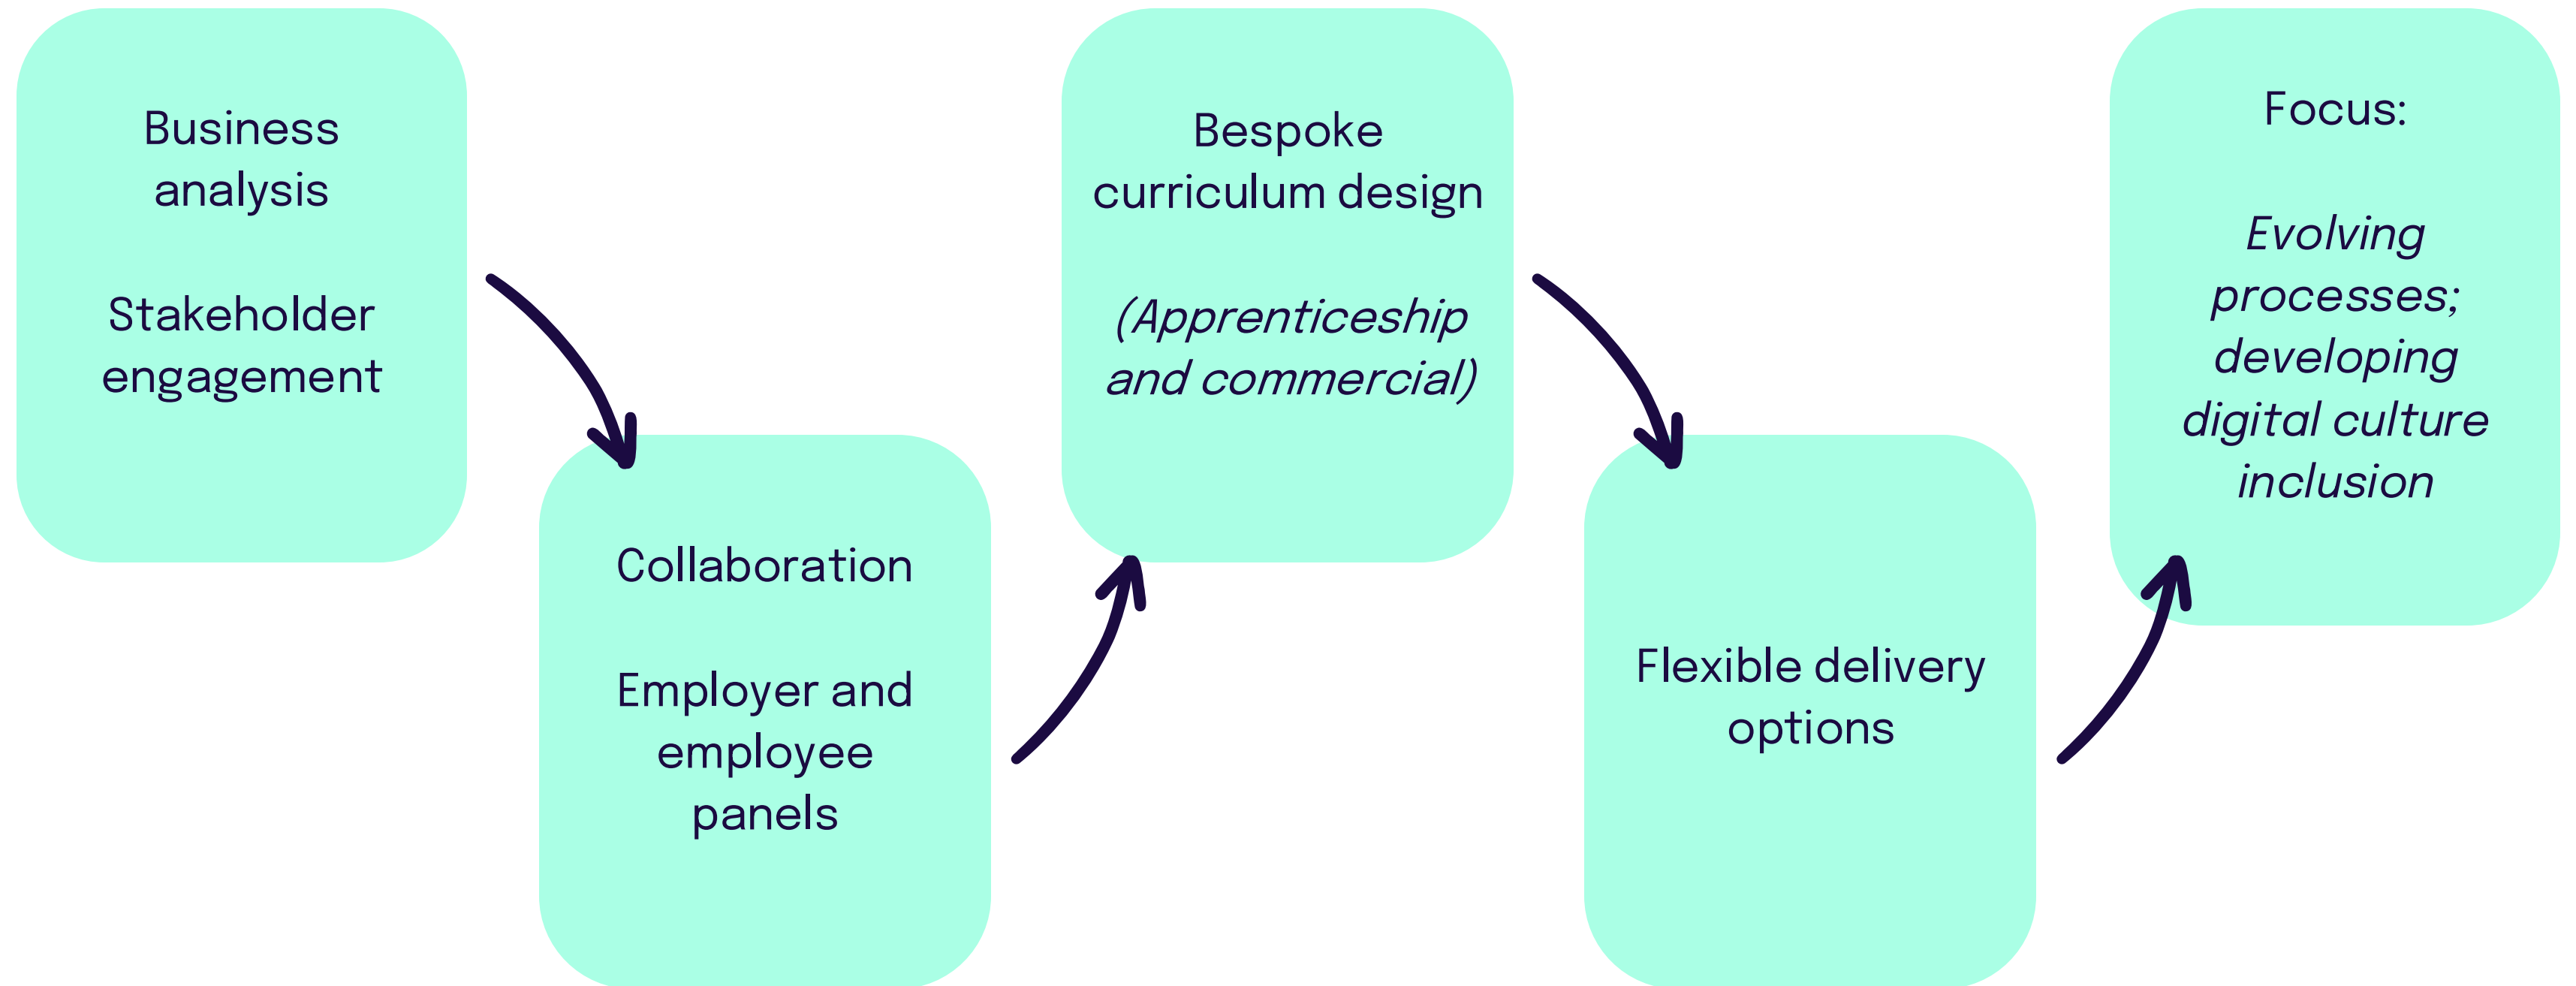 Business
analysis
Stakeholder
engagement
Collaboration
Employer and
employee
panels
Bespoke
curriculum design
(Apprenticeship
and commercial)
Flexible delivery
options
Focus:
Evolving
processes;
developing
digital culture
inclusion